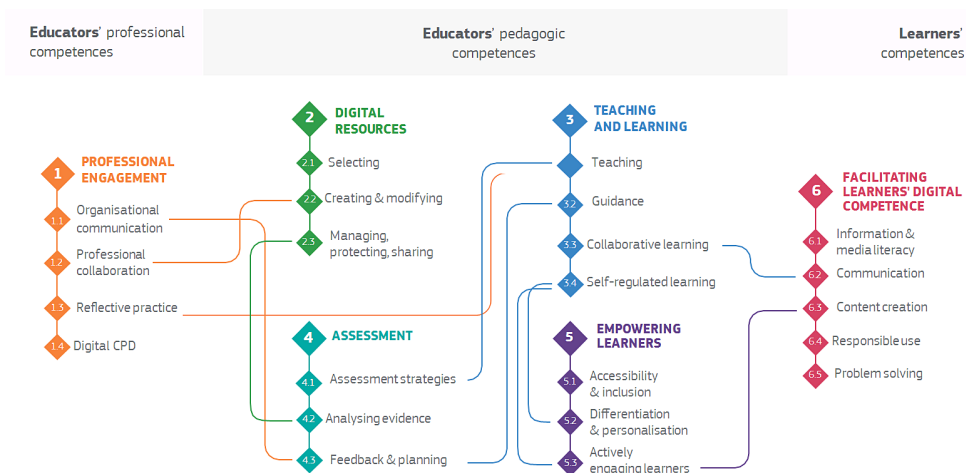 Educators' professional
competences
Educators' pedagogic
competences
Learners'
competences
1
PROFESSIONAL
ENGAGEMENT
1.1
Organisational
communication
1.2
Professional
collaboration
1.3
Reflective practice
1.4
Digital CPD
2
DIGITAL
RESOURCES
2.1
Selecting
2.2
Creating & modifying
2.3
Managing,
protecting, sharing
3
TEACHING
AND LEARNING
Teaching
3.2
Guidance
3.3
Collaborative learning
3.4
Self-regulated learning
4
ASSESSMENT
4.1
Assessment strategies
4.2
Analysing evidence
4.3
Feedback & planning
5
EMPOWERING
LEARNERS
5.1
Accessibility
& inclusion
5.2
Differentiation
& personalisation
5.3
Actively
engaging learners
6
FACILITATING
LEARNERS' DIGITAL
COMPETENCE
6.1
Information &
media literacy
6.2
Communication
6.3
Content creation
6.4
Responsible use
6.5
Problem solving